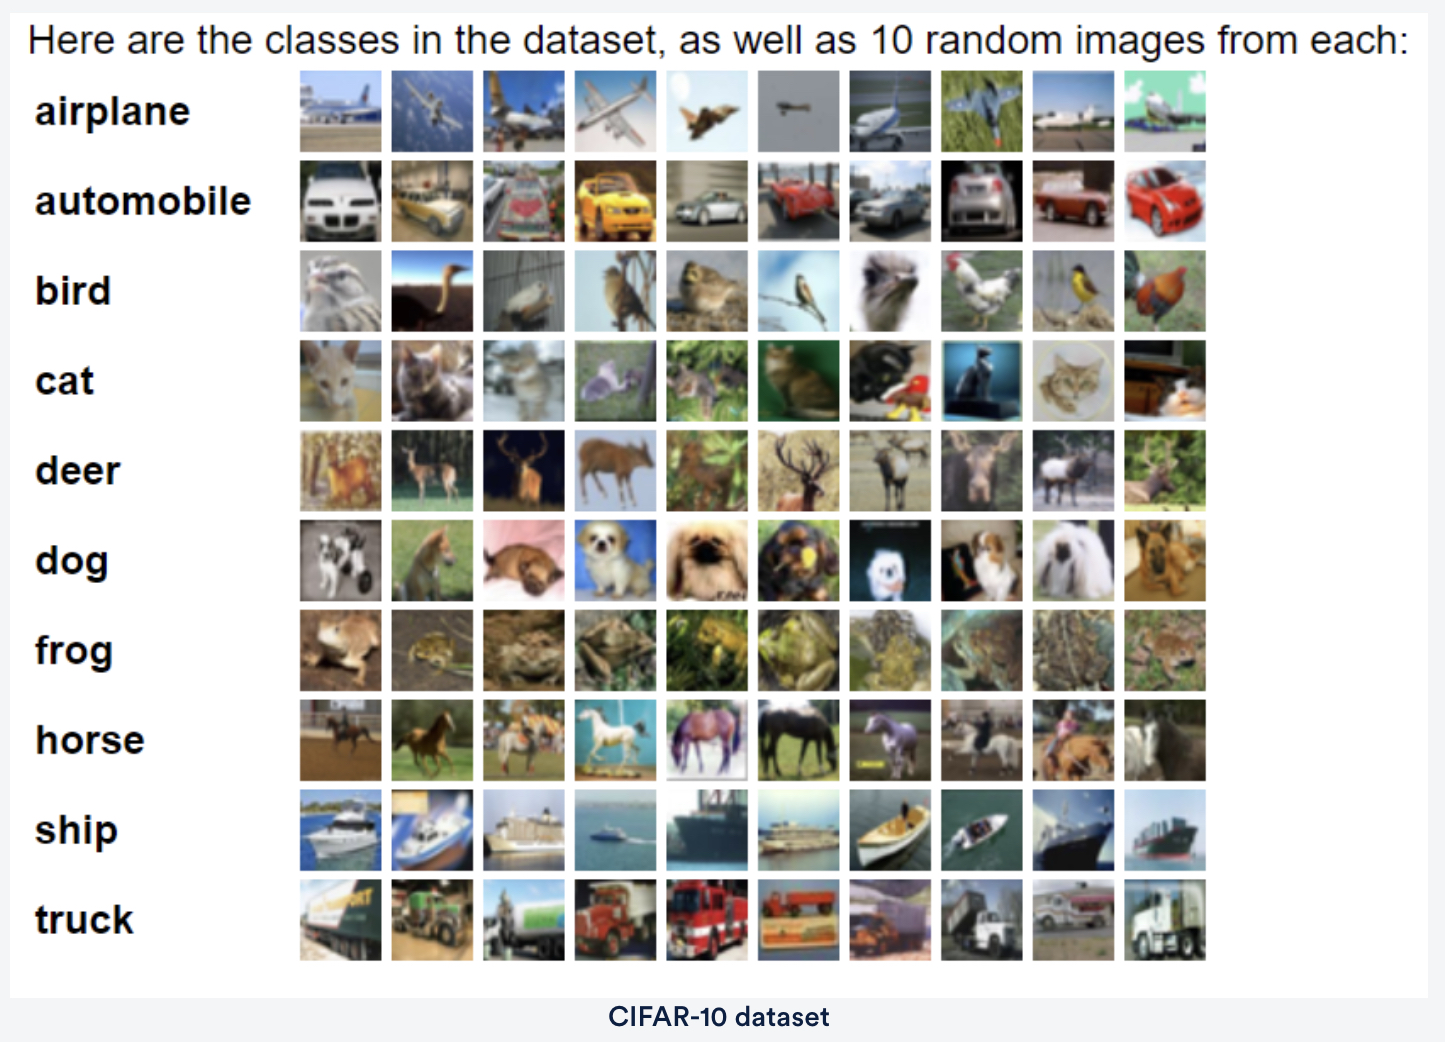 Here are the classes in the dataset, as well as 10 random images from each:
airplane
automobile
bird
cat
deer
dog
frog
horse
ship
truck
CIFAR-10 dataset